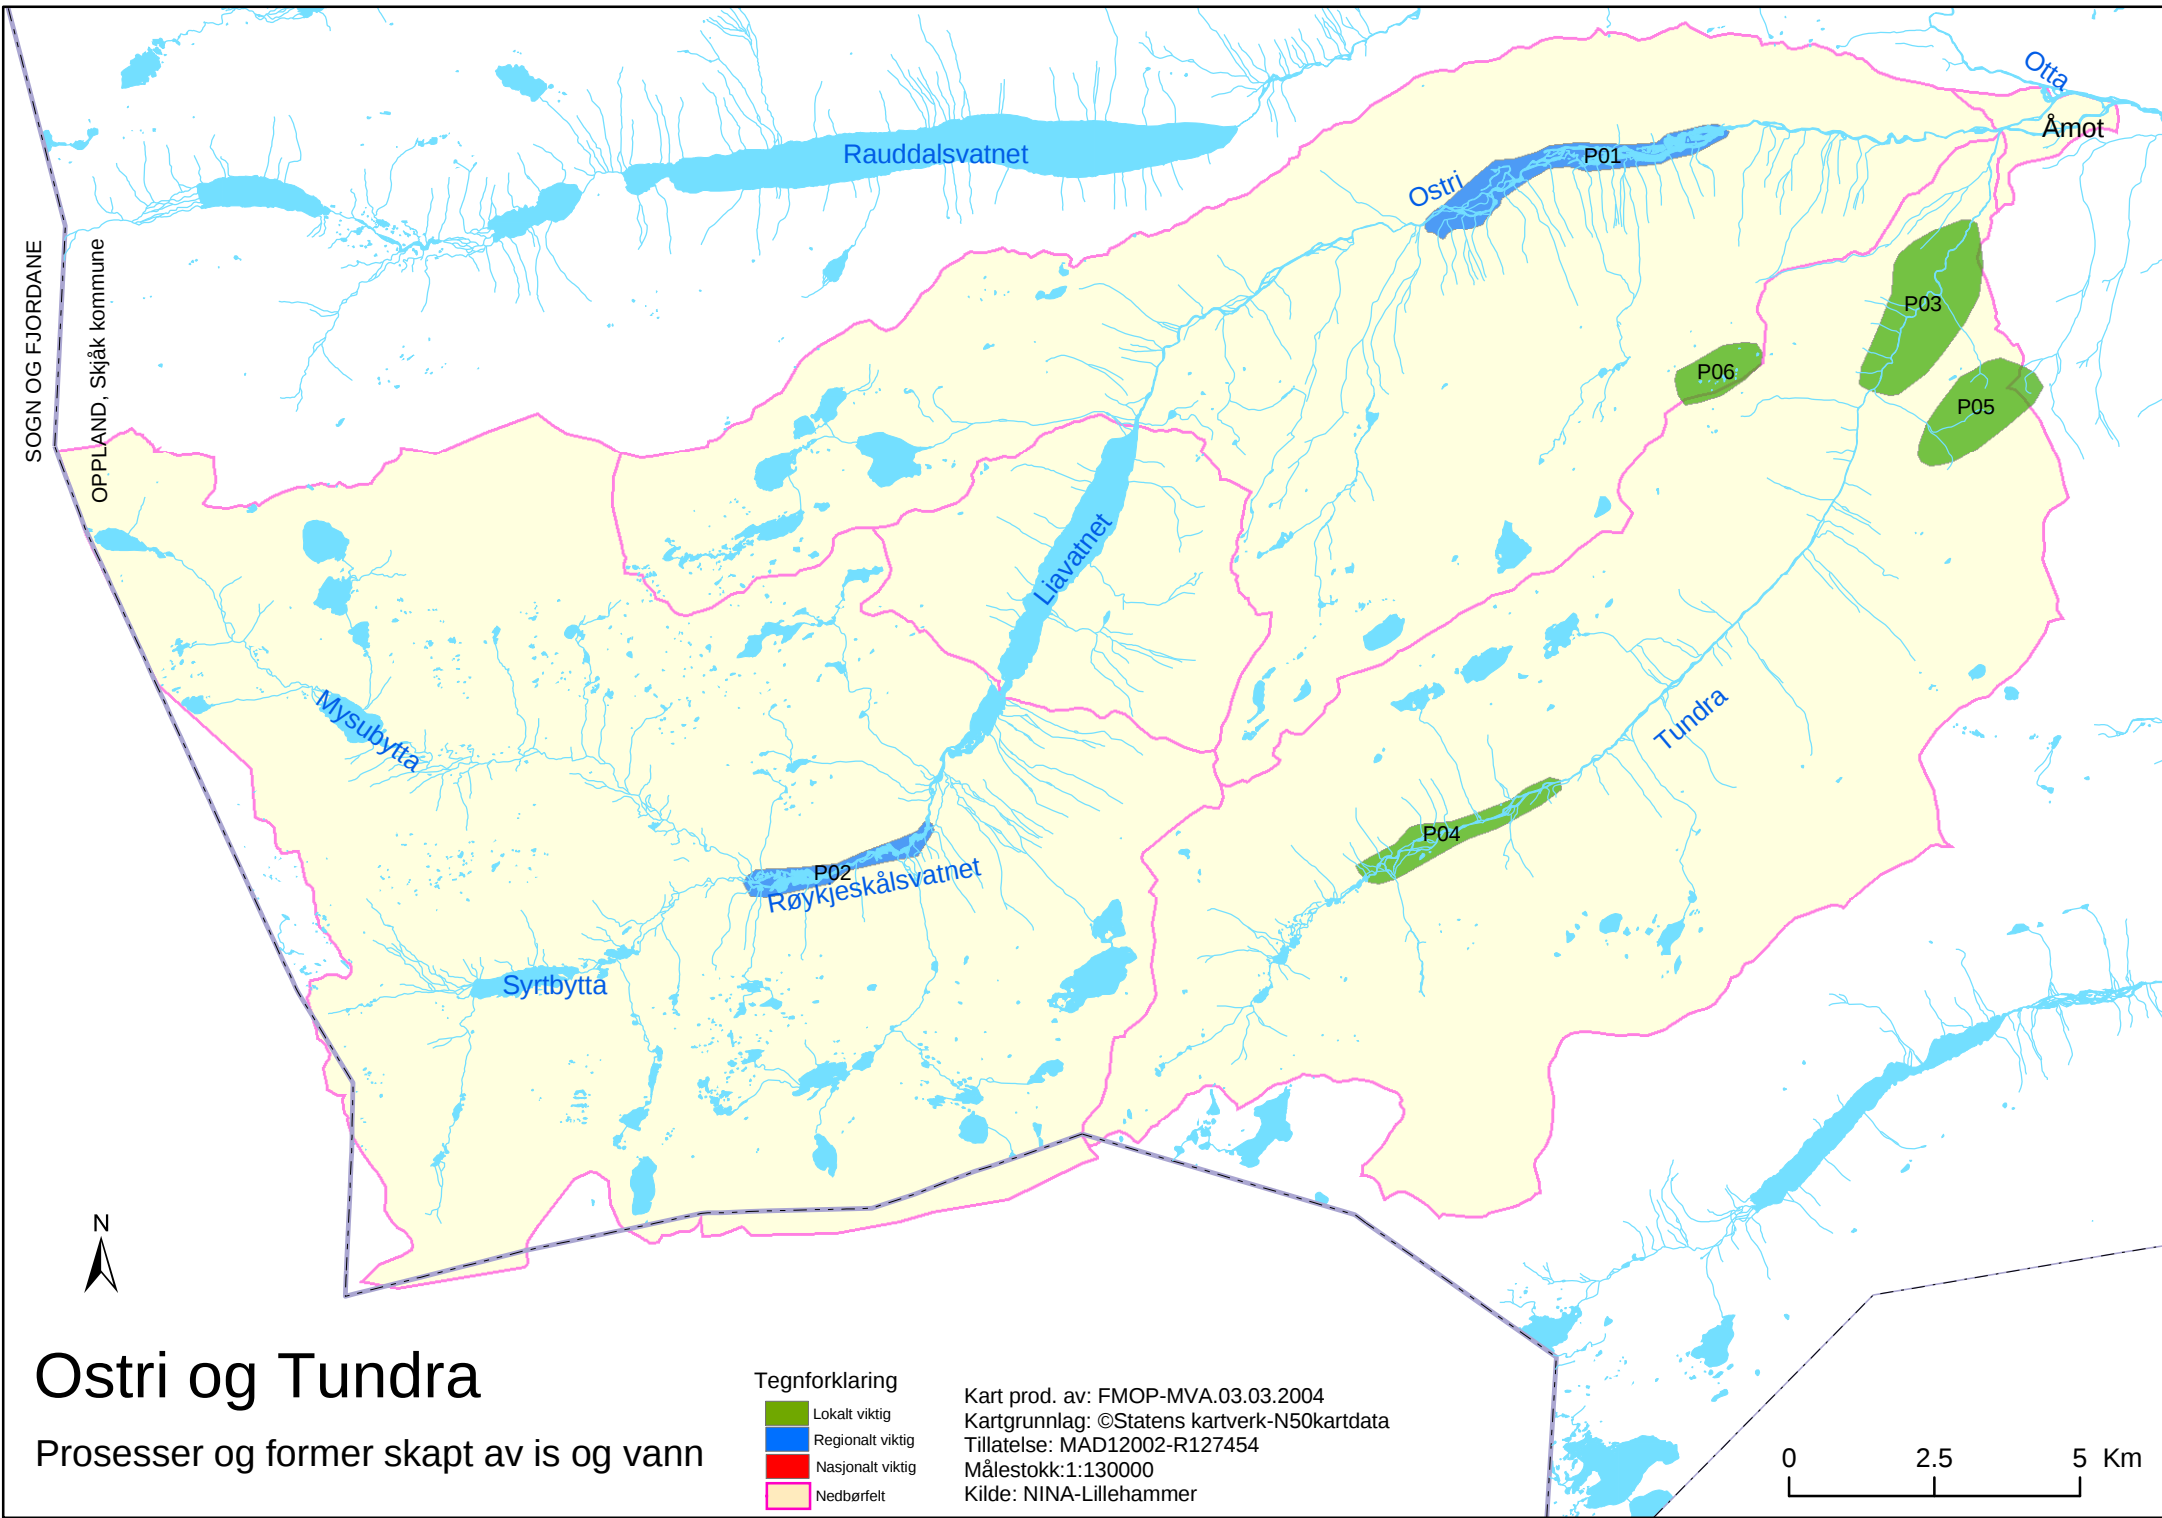 Otta
Åmot
Rauddalsvatnet
P01
Ostri
SOGN OG FJORDANE
OPPLAND, Skjåk kommune
P03
P06
P05
Liavatnet
Mysubytta
Tundra
P04
P02
Røykjeskålsvatnet
Syrtbytta
N
Ostri og Tundra
Prosesser og former skapt av is og vann
Tegnforklaring
Lokalt viktig
Regionalt viktig
Nasjonalt viktig
Nedbørfelt
Kart prod. av: FMOP-MVA.03.03.2004
Kartgrunnlag: ©Statens kartverk-N50kartdata
Tillatelse: MAD12002-R127454
Målestokk:1:130000
Kilde: NINA-Lillehammer
0 2.5 5 Km